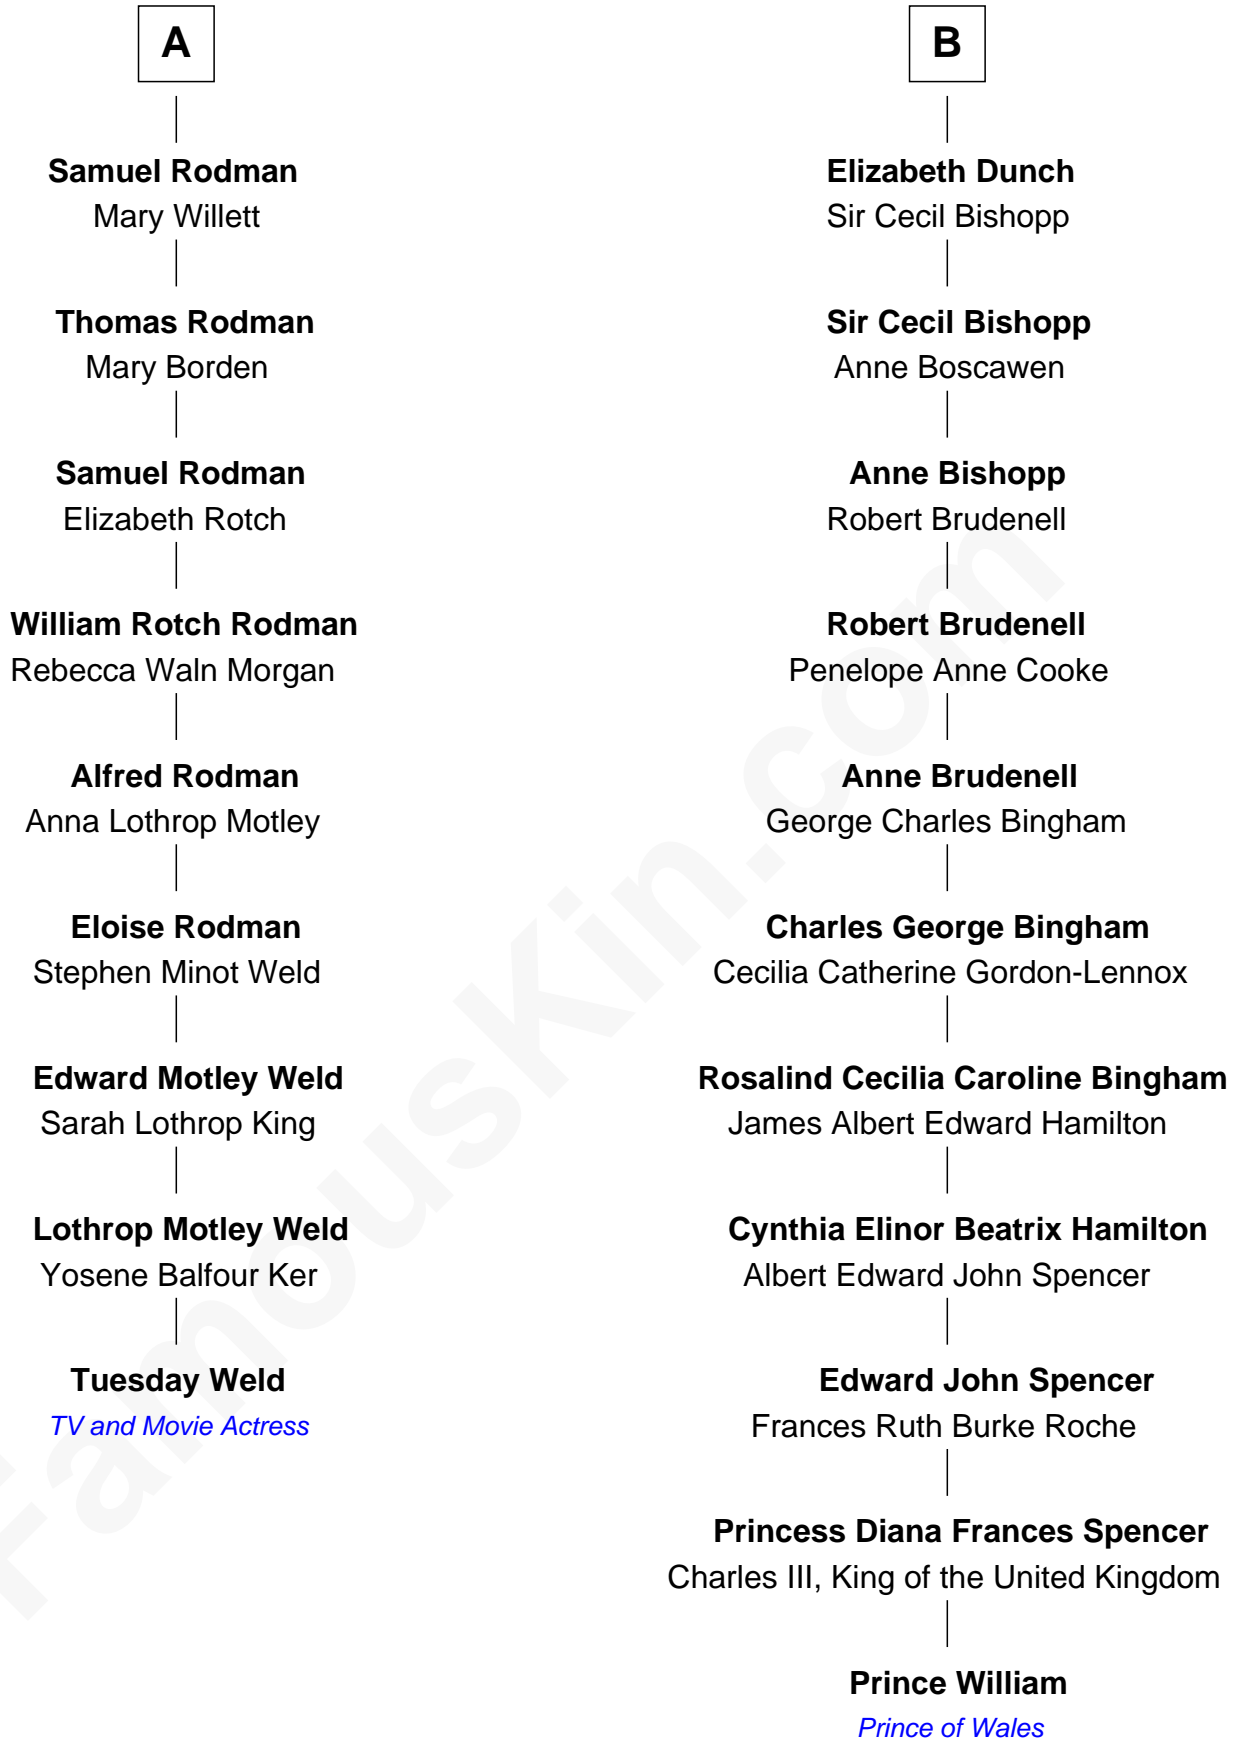 A
Samuel Rodman
Mary Willett
Thomas Rodman
Mary Borden
Samuel Rodman
Elizabeth Rotch
William Rotch Rodman
Rebecca Waln Morgan
Alfred Rodman
Anna Lothrop Motley
Eloise Rodman
Stephen Minot Weld
Edward Motley Weld
Sarah Lothrop King
Lothrop Motley Weld
Yosene Balfour Ker
Tuesday Weld
TV and Movie Actress
B
Elizabeth Dunch
Sir Cecil Bishopp
Sir Cecil Bishopp
Anne Boscawen
Anne Bishopp
Robert Brudenell
Robert Brudenell
Penelope Anne Cooke
Anne Brudenell
George Charles Bingham
Charles George Bingham
Cecilia Catherine Gordon-Lennox
Rosalind Cecilia Caroline Bingham
James Albert Edward Hamilton
Cynthia Elinor Beatrix Hamilton
Albert Edward John Spencer
Edward John Spencer
Frances Ruth Burke Roche
Princess Diana Frances Spencer
Charles III, King of the United Kingdom
Prince William
Prince of Wales
FamousKin.com